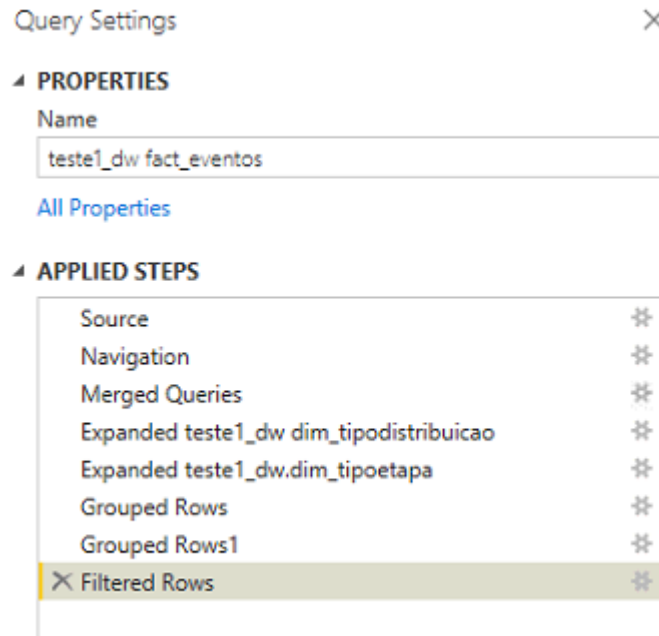 Query Settings
PROPERTIES
Name
teste1_dw fact_eventos
All Properties
APPLIED STEPS
Source
Navigation
Merged Queries
Expanded teste1_dw dim_tipodistribuicao
Expanded teste1_dw.dim_tipoetapa
Grouped Rows
Grouped Rows1
Filtered Rows